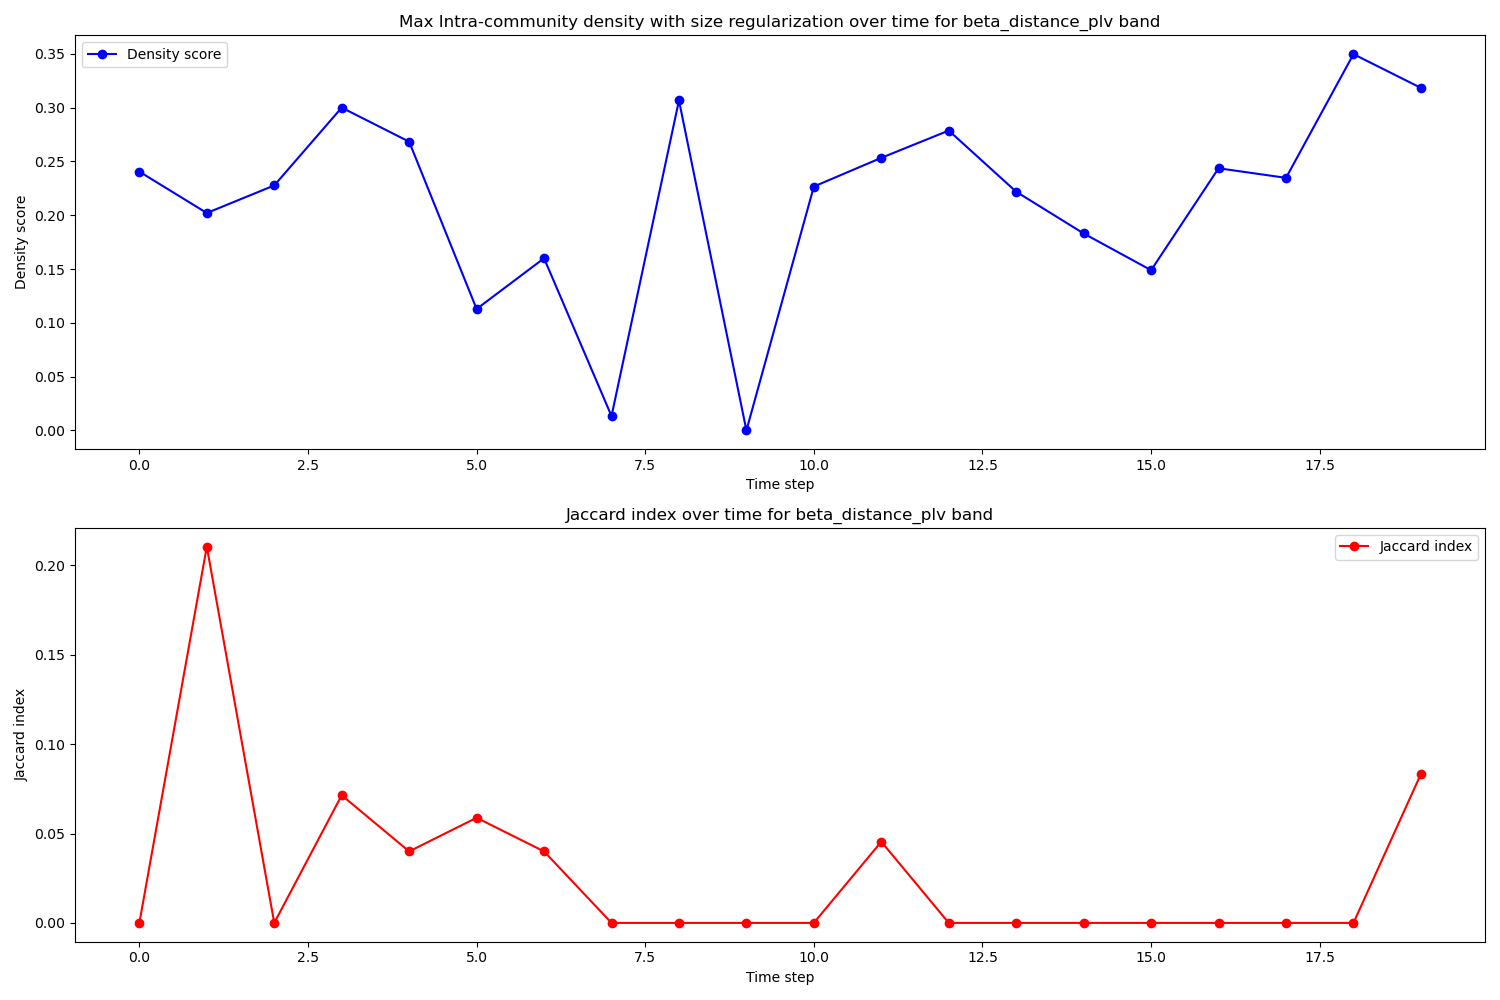 Max Intra-community density with size regularization over time for beta_distance_plv band
Density score
0.35
0.30
0.25
0.20
0.15
0.10
0.05
0.00
Density score
0.0 2.5 5.0 7.5 10.0 12.5 15.0 17.5
Time step
Jaccard index over time for beta_distance_plv band
Jaccard index
0.20
0.15
0.10
0.05
0.00
Jaccard index
0.0 2.5 5.0 7.5 10.0 12.5 15.0 17.5
Time step